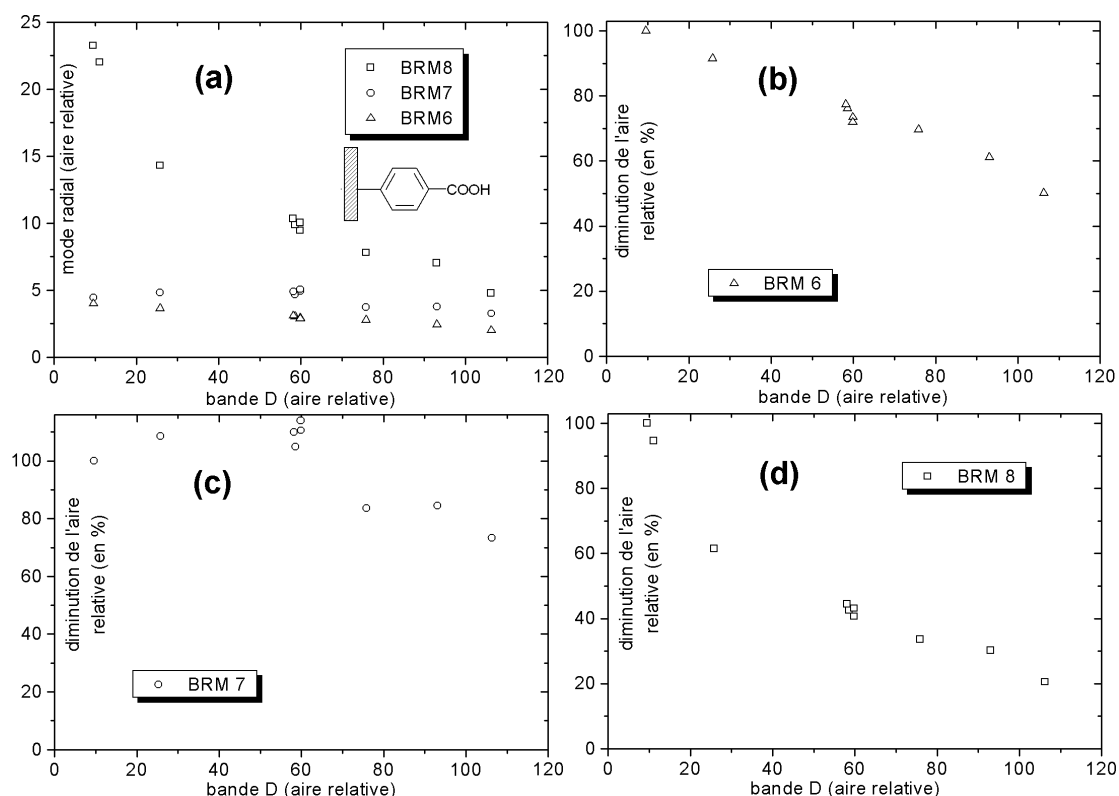 (a)
BRM8
BRM7
BRM6
COOH
mode radial (aire relative)
25
20
15
10
5
0
0 20 40 60 80 100 120
bande D (aire relative)
(b)
BRM 6
diminution de l'aire
relative (en %)
100
80
60
40
20
0
0 20 40 60 80 100 120
bande D (aire relative)
(c)
BRM 7
diminution de l'aire
relative (en %)
100
80
60
40
20
0
0 20 40 60 80 100 120
bande D (aire relative)
(d)
BRM 8
diminution de l'aire
relative (en %)
100
80
60
40
20
0
0 20 40 60 80 100 120
bande D (aire relative)